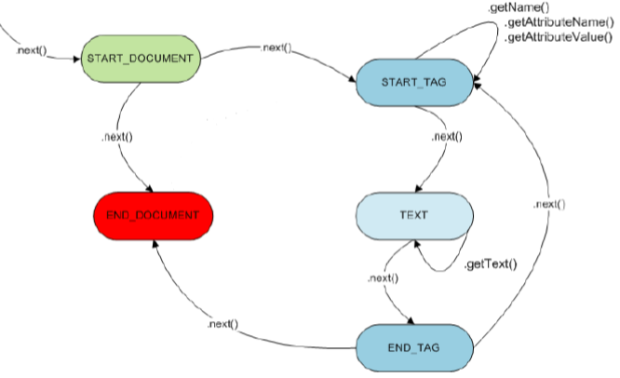 .getName()
.getAttributeName()
.getAttributeValue()
.next()
START_DOCUMENT
.next()
START_TAG
.next()
.next()
.next()
END_DOCUMENT
TEXT
.getText()
.next()
.next()
END_TAG